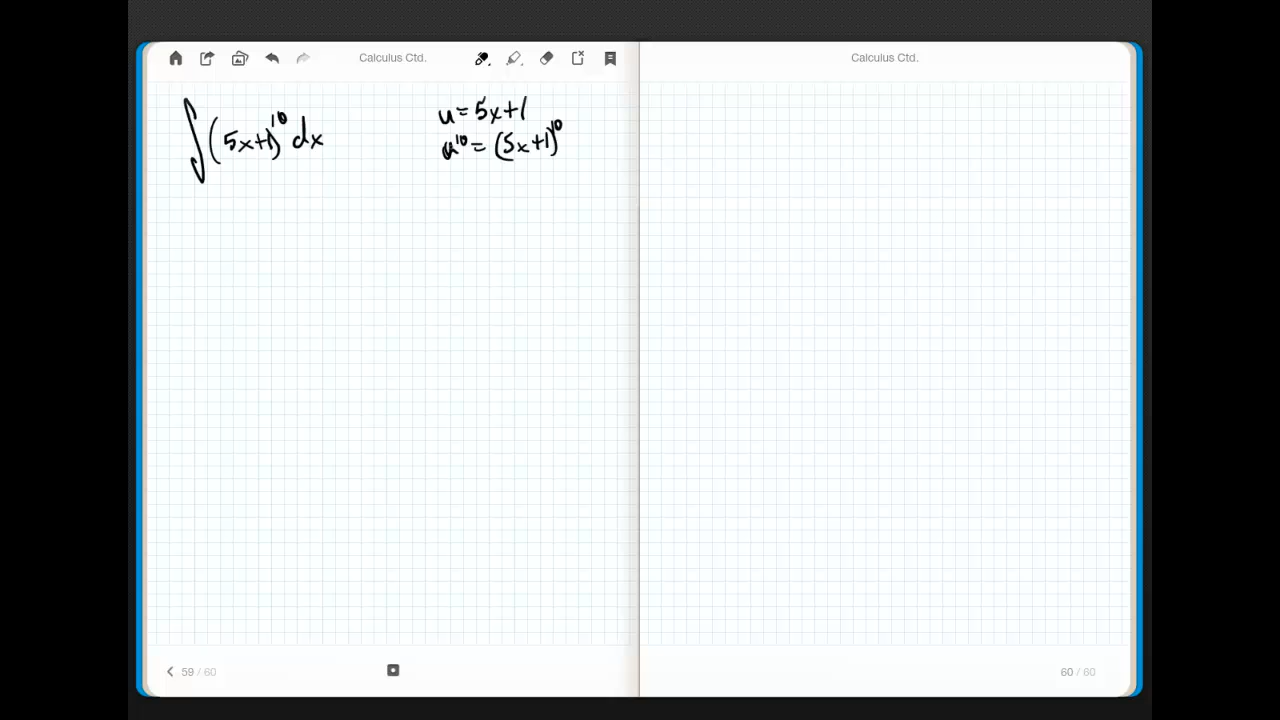 Calculus Ctd.
Calculus Ctd.
∫(5x+1)¹⁰ dx
u = 5x+1
u¹⁰ = (5x+1)¹⁰
59 / 60
60 / 60